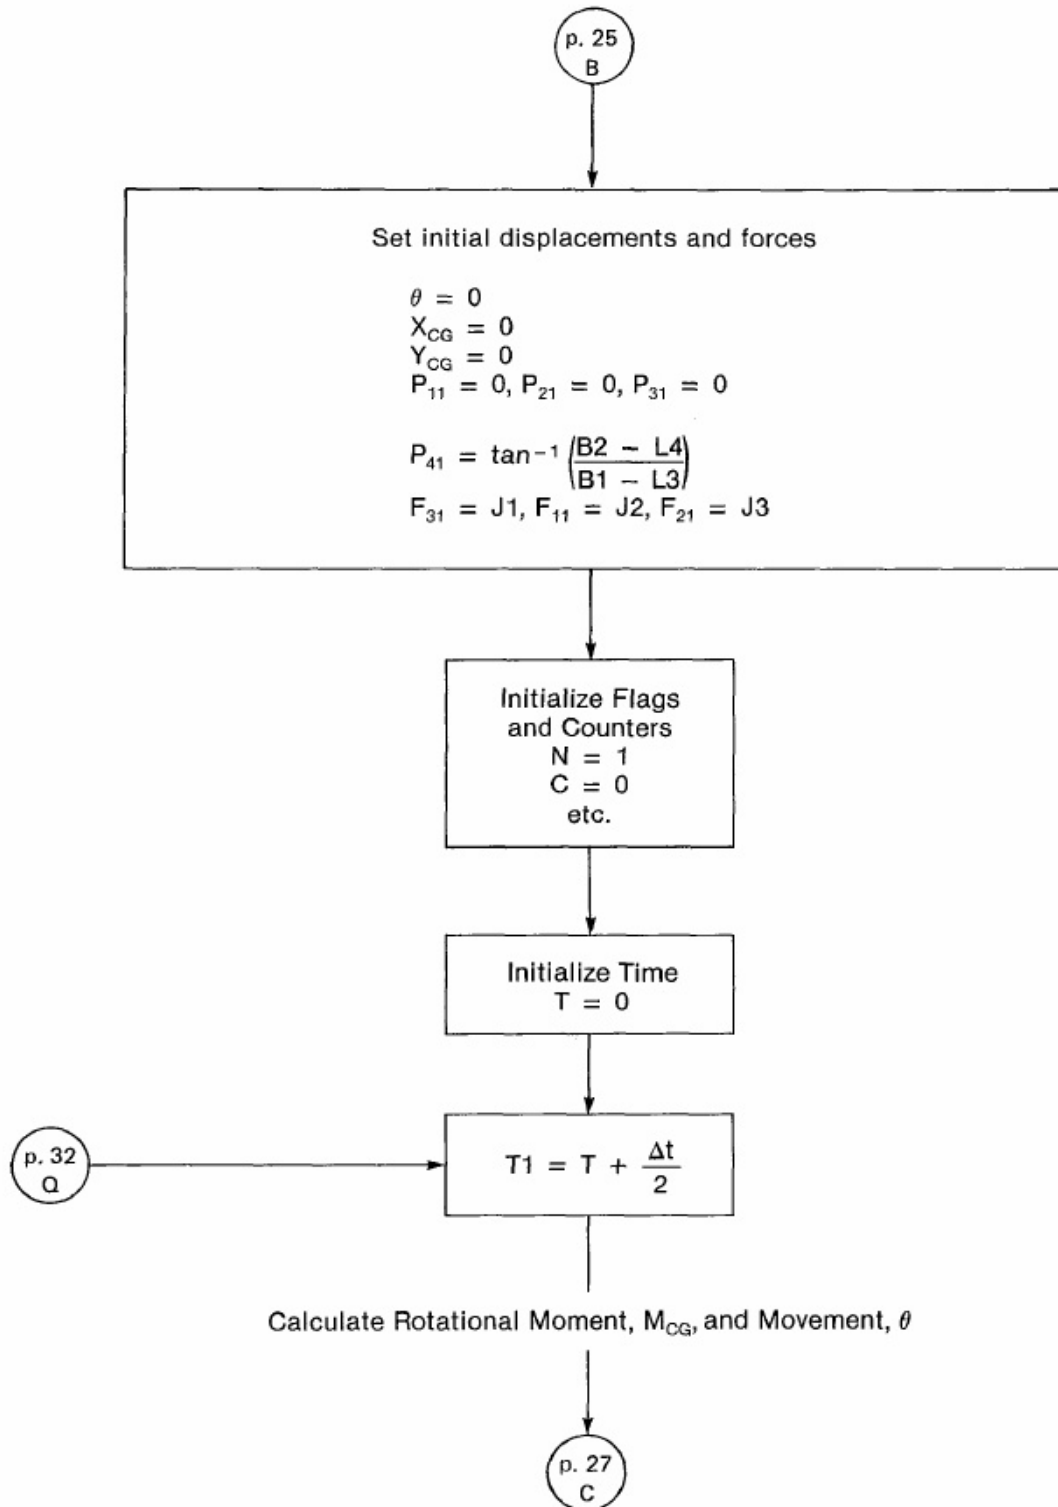 p. 25
B
Set initial displacements and forces
θ = 0
X_CG = 0
Y_CG = 0
P_11 = 0, P_21 = 0, P_31 = 0
P_41 = tan⁻¹ (B2 - L4 / B1 - L3)
F_31 = J1, F_11 = J2, F_21 = J3
Initialize Flags
and Counters
N = 1
C = 0
etc.
Initialize Time
T = 0
p. 32
Q
T1 = T + Δt / 2
Calculate Rotational Moment, M_CG, and Movement, θ
p. 27
C